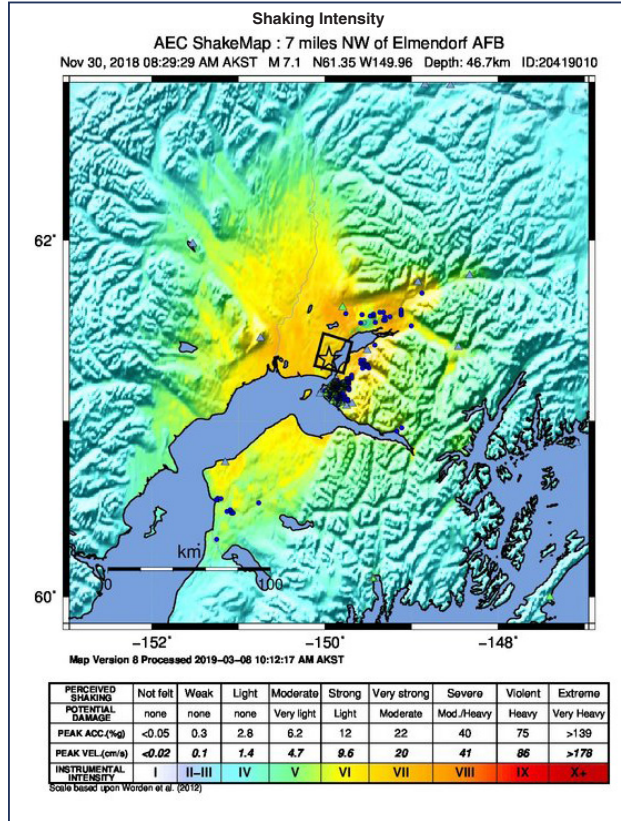 Shaking Intensity
AEC ShakeMap : 7 miles NW of Elmendorf AFB
Nov 30, 2018 08:29:29 AM AKST M 7.1 N61.35 W149.96 Depth: 46.7km ID:20419010
62˚
60˚
km
0 100
−152˚ −150˚ −148˚
Map Version 8 Processed 2019−03−08 10:12:17 AM AKST
PERCEIVED SHAKING Not felt Weak Light Moderate Strong Very strong Severe Violent Extreme
POTENTIAL DAMAGE none none none Very light Light Moderate Mod./Heavy Heavy Very Heavy
PEAK ACC.(%g) <0.05 0.3 2.8 6.2 12 22 40 75 >139
PEAK VEL.(cm/s) <0.02 0.1 1.4 4.7 9.6 20 41 86 >178
INSTRUMENTAL INTENSITY I II−III IV V VI VII VIII IX X+
Scale based upon Worden et al. (2012)